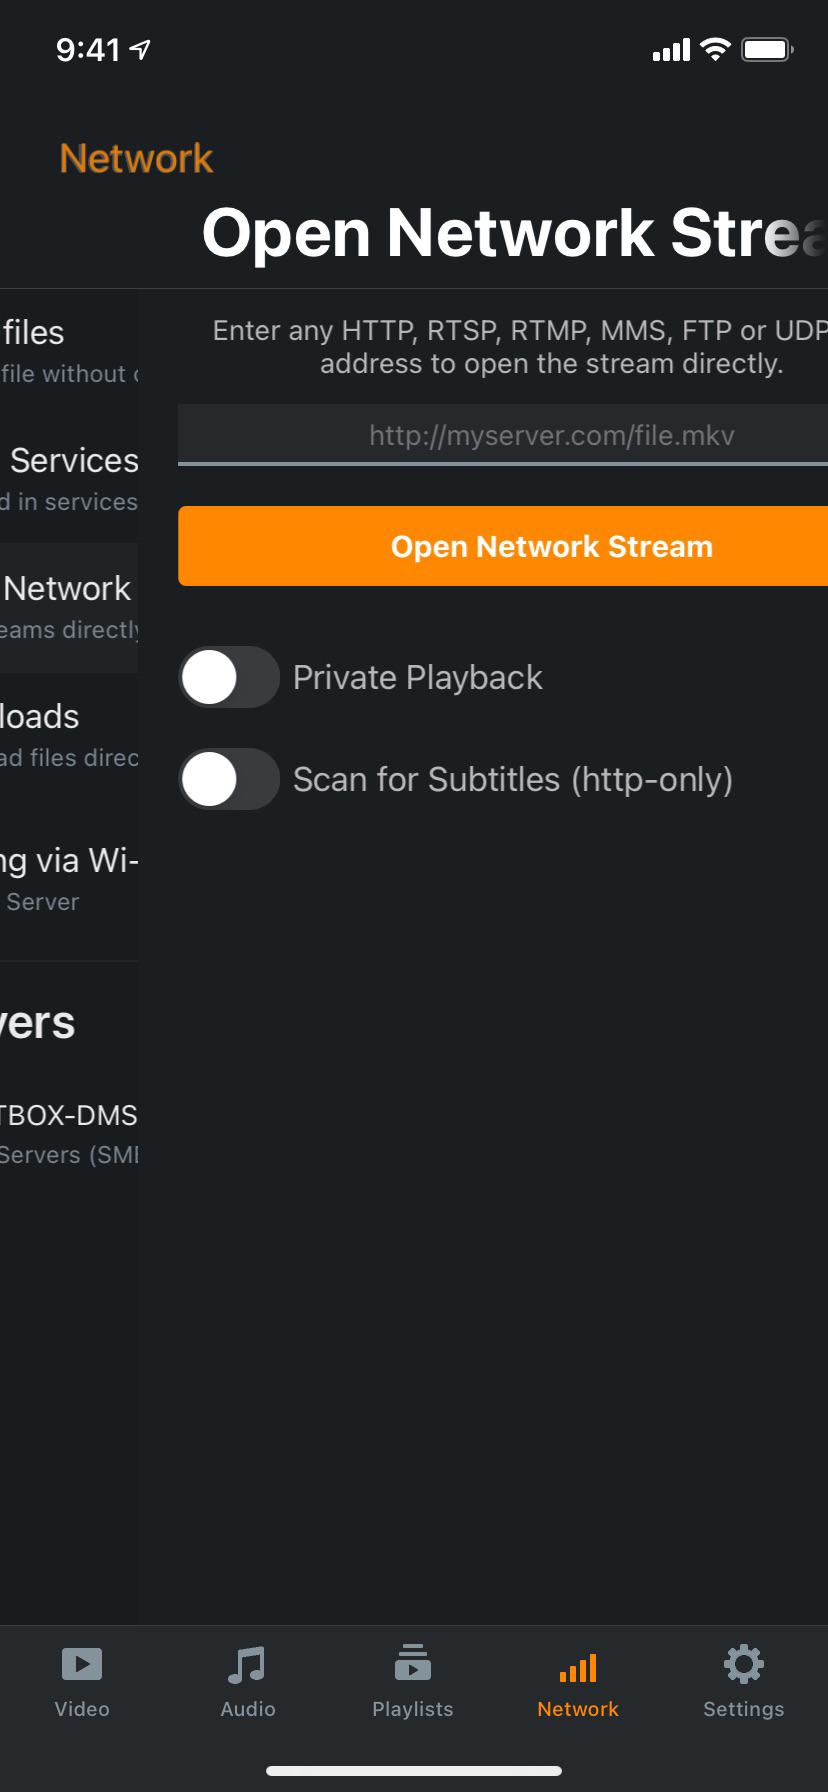 9:41
Network
Open Network Strea
files
file without
Services
d in services
Network
eams directly
loads
ad files direc
ng via Wi-
Server
vers
TBOX-DMS
Servers (SMB
Enter any HTTP, RTSP, RTMP, MMS, FTP or UDP
address to open the stream directly.
http://myserver.com/file.mkv
Open Network Stream
Private Playback
Scan for Subtitles (http-only)
Video
Audio
Playlists
Network
Settings